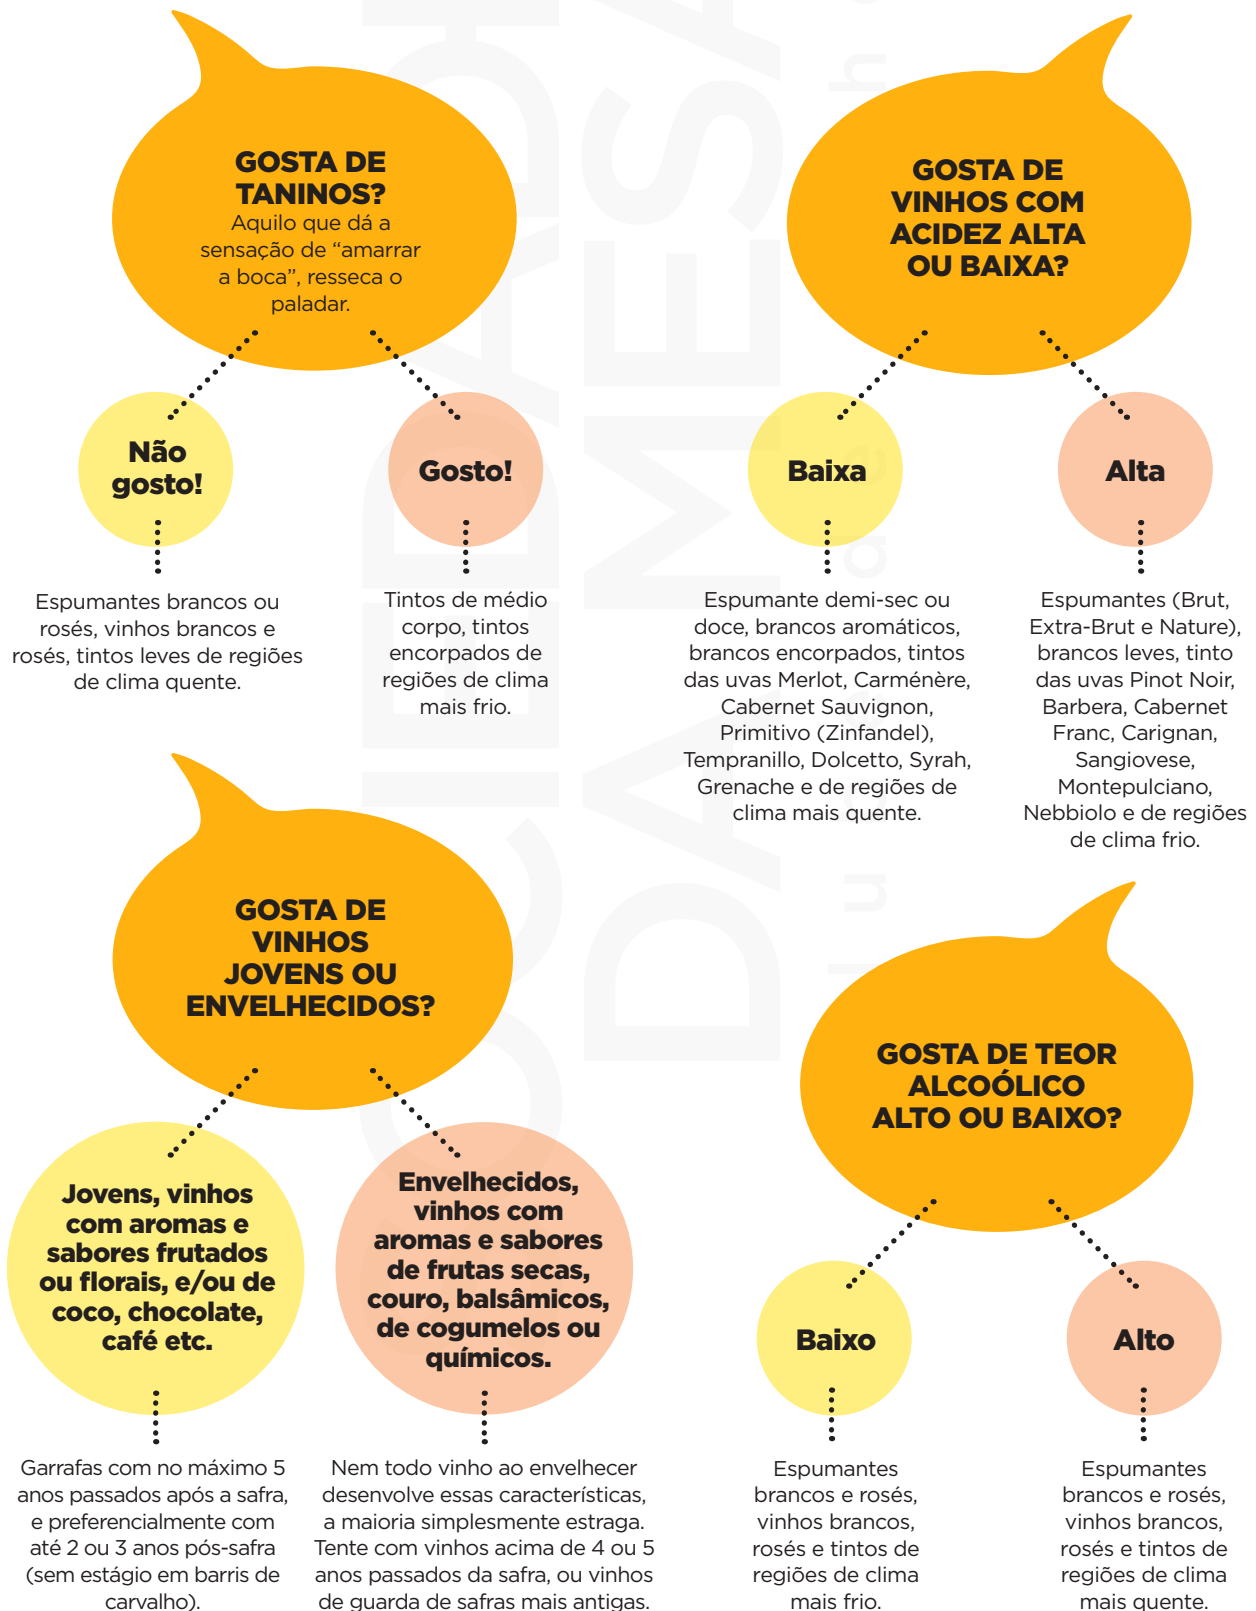 GOSTA DE
TANINOS?
Aquilo que dá a
sensação de “amarrar
a boca”, resseca o
paladar.
Não
gosto!
Espumantes brancos ou
rosés, vinhos brancos e
rosés, tintos leves de regiões
de clima quente.
Gosto!
Tintos de médio
corpo, tintos
encorpados de
regiões de clima
mais frio.
GOSTA DE
VINHOS COM
ACIDEZ ALTA
OU BAIXA?
Baixa
Espumante demi-sec ou
doce, brancos aromáticos,
brancos encorpados, tintos
das uvas Merlot, Carménère,
Cabernet Sauvignon,
Primitivo (Zinfandel),
Tempranillo, Dolcetto, Syrah,
Grenache e de regiões de
clima mais quente.
Alta
Espumantes (Brut,
Extra-Brut e Nature),
brancos leves, tinto
das uvas Pinot Noir,
Barbera, Cabernet
Franc, Carignan,
Sangiovese,
Montepulciano,
Nebbiolo e de regiões
de clima frio.
GOSTA DE
VINHOS
JOVENS OU
ENVELHECIDOS?
Jovens, vinhos
com aromas e
sabores frutados
ou florais, e/ou de
coco, chocolate,
café etc.
Garrafas com no máximo 5
anos passados após a safra,
e preferencialmente com
até 2 ou 3 anos pós-safra
(sem estágio em barris de
carvalho).
Envelhecidos,
vinhos com
aromas e sabores
de frutas secas,
couro, balsâmicos,
de cogumelos ou
químicos.
Nem todo vinho ao envelhecer
desenvolve essas características,
a maioria simplesmente estraga.
Tente com vinhos acima de 4 ou 5
anos passados da safra, ou vinhos
de guarda de safras mais antigas.
GOSTA DE TEOR
ALCOÓLICO
ALTO OU BAIXO?
Baixo
Espumantes
brancos e rosés,
vinhos brancos,
rosés e tintos de
regiões de clima
mais frio.
Alto
Espumantes
brancos e rosés,
vinhos brancos,
rosés e tintos de
regiões de clima
mais quente.